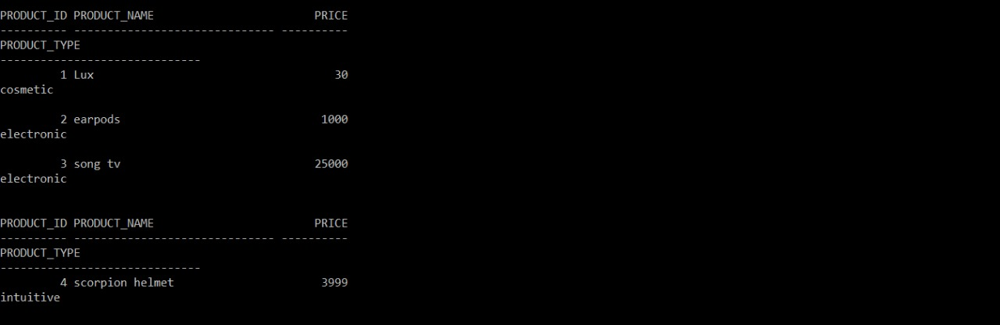 PRODUCT_ID PRODUCT_NAME                        PRICE
---------- ------------------------------ ----------
PRODUCT_TYPE
------------------------------
         1 Lux                                    30
cosmetic
         2 earpods                              1000
electronic
         3 song tv                             25000
electronic
PRODUCT_ID PRODUCT_NAME                        PRICE
---------- ------------------------------ ----------
PRODUCT_TYPE
------------------------------
         4 scorpion helmet                      3999
intuitive